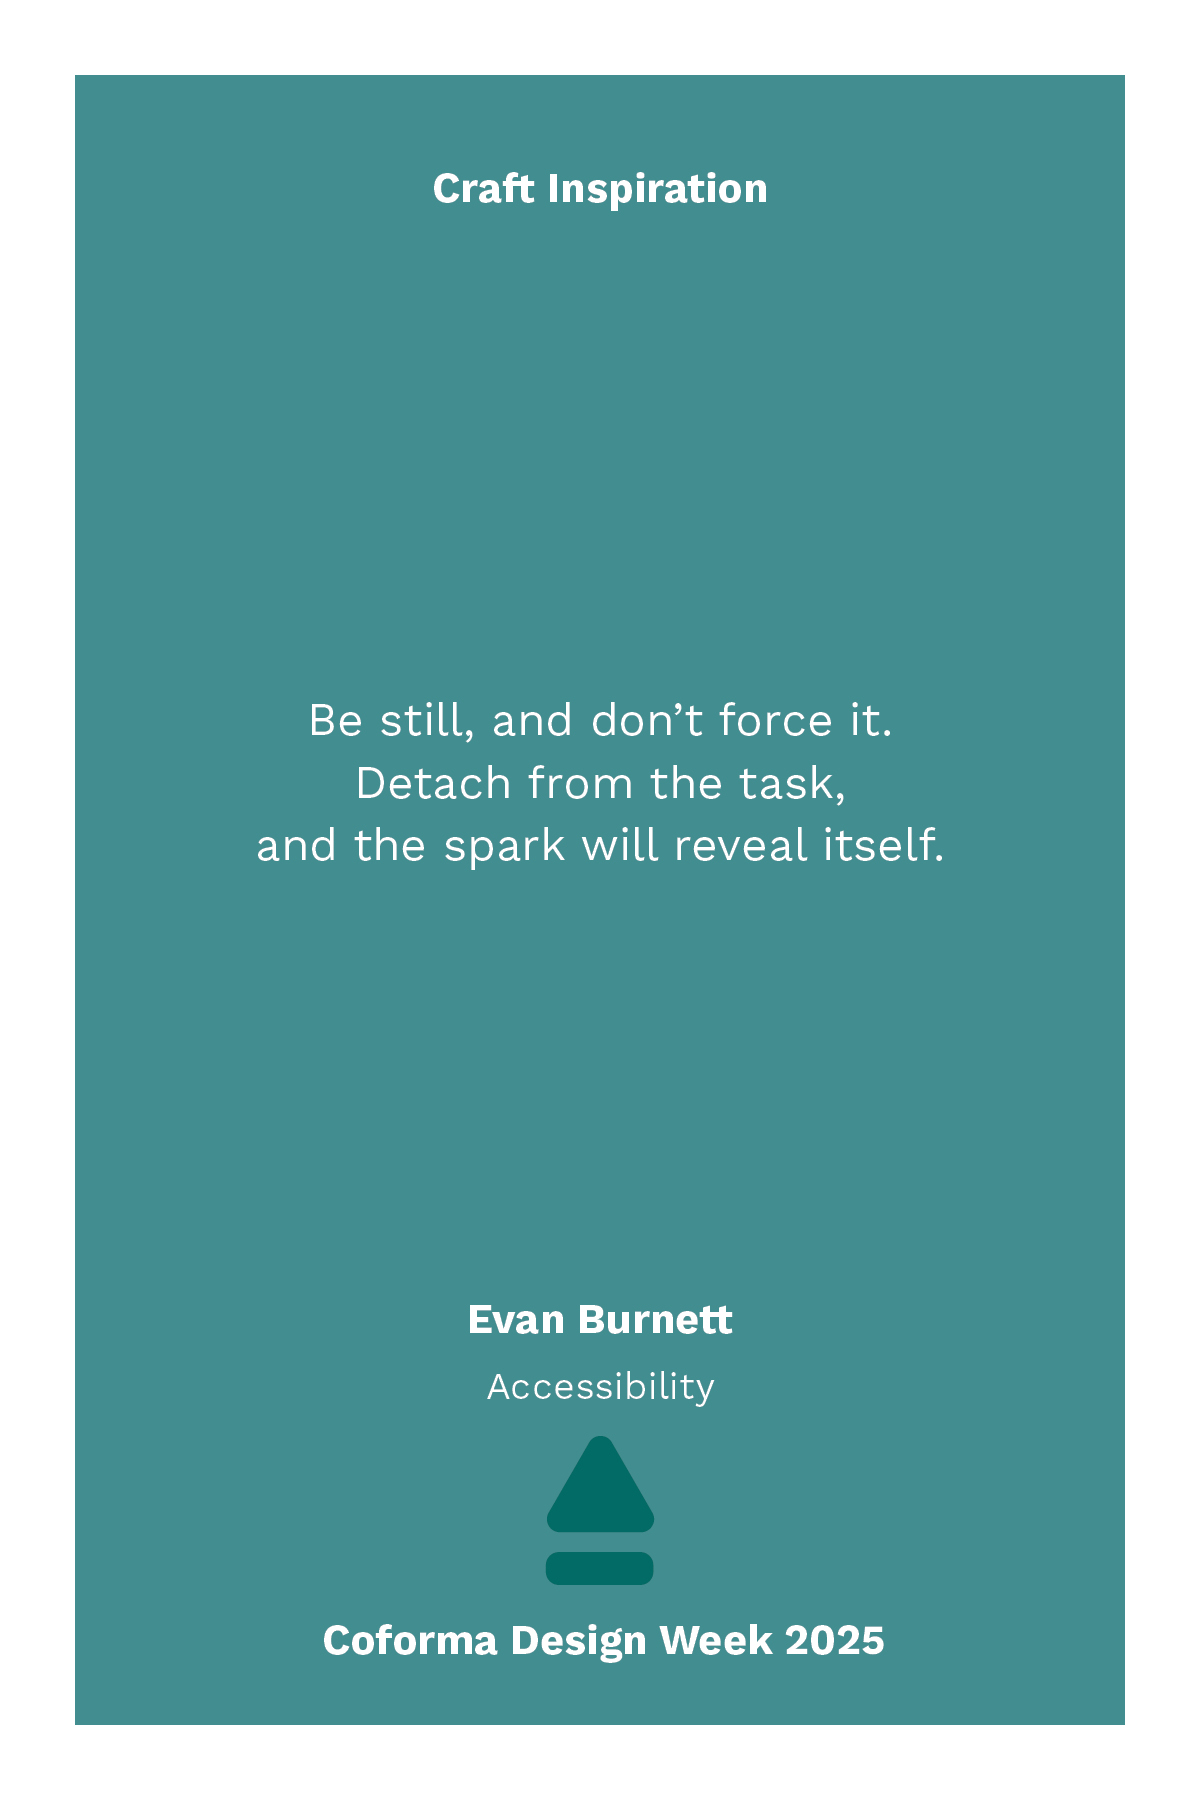 Craft Inspiration
Be still, and don’t force it.
Detach from the task,
and the spark will reveal itself.
Evan Burnett
Accessibility
Coforma Design Week 2025